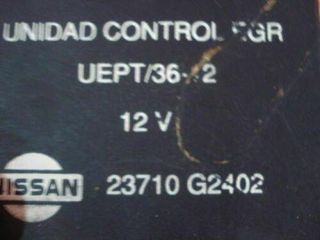 UNIDAD CONTROL EGR
12 V
NISSAN 23710 G2402